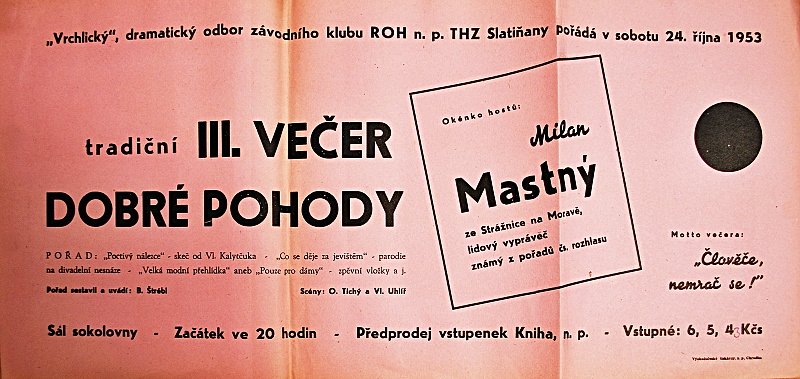 „Vrchlický“, dramatický odbor závodního klubu ROH n. p. THZ Slatiňany pořádá v sobotu 24. října 1953
tradiční III. VEČER
DOBRÉ POHODY
POŘAD: „Poctivý nálezce“ - skeč od Vl. Kalytčuka - „Co se děje za jevištěm“ - parodie
na divadelní nesnáze - „Velká modní přehlídka“ aneb „Pouze pro dámy“ - zpěvní vložky a j.
Pořad sestavil a uvádí: B. Štrébl
Scény: O. Tichý a Vl. Uhlíř
Okénko hostů:
Milan
Mastný
ze Strážnice na Moravě,
lidový vyprávěč
známý z pořadů čs. rozhlasu
Motto večera:
„Člověče,
nemrač se!“
Sál sokolovny - Začátek ve 20 hodin - Předprodej vstupenek Kniha, n. p. - Vstupné: 6, 5, 4 Kčs